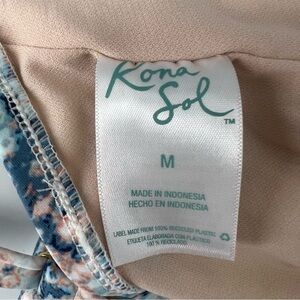 Kona
Sol
TM
M
MADE IN INDONESIA
HECHO EN INDONESIA
LABEL MADE FROM 100% RECYCLED PLASTIC
ETIQUETA ELABORADA CON PLÁSTICO
100% RECICLADO